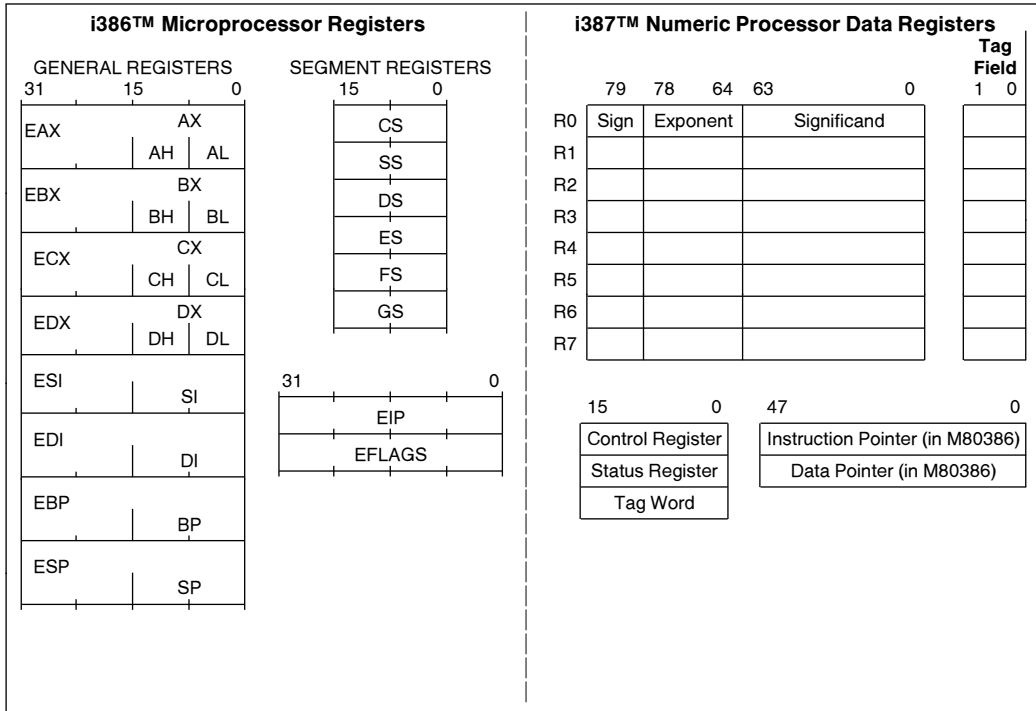 i386™ Microprocessor Registers
GENERAL REGISTERS
31 15 0
EAX AX
AH AL
EBX BX
BH BL
ECX CX
CH CL
EDX DX
DH DL
ESI SI
EDI DI
EBP BP
ESP SP
SEGMENT REGISTERS
15 0
CS
SS
DS
ES
FS
GS
31 0
EIP
EFLAGS
i387™ Numeric Processor Data Registers
Tag
Field
79 78 64 63 0 1 0
R0 Sign Exponent Significand
R1
R2
R3
R4
R5
R6
R7
15 0
Control Register
Status Register
Tag Word
47 0
Instruction Pointer (in M80386)
Data Pointer (in M80386)